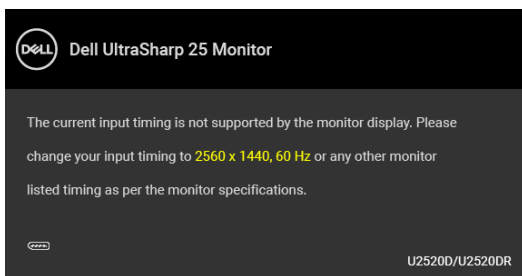 DELL
Dell UltraSharp 25 Monitor
The current input timing is not supported by the monitor display. Please
change your input timing to 2560 x 1440, 60 Hz or any other monitor
listed timing as per the monitor specifications.
U2520D/U2520DR